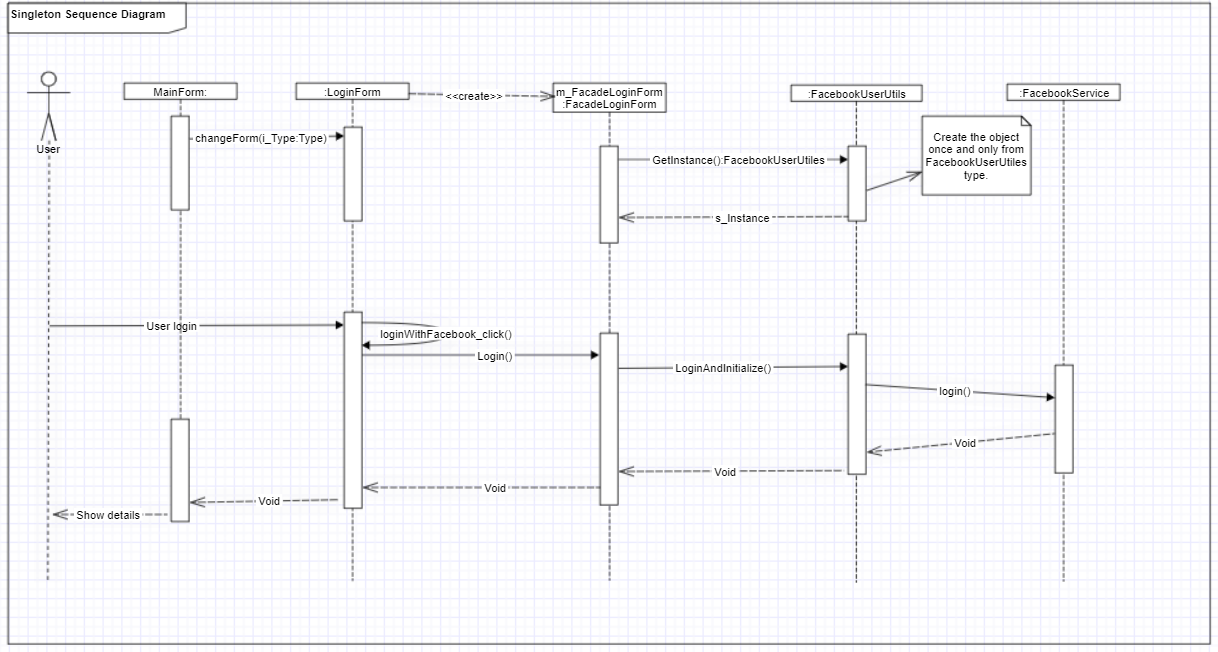 Singleton Sequence Diagram
MainForm:
:LoginForm
<<create>>
m_FacadeLoginForm
:FacadeLoginForm
:FacebookUserUtils
:FacebookService
User
changeForm(i_Type:Type)
GetInstance():FacebookUserUtiles
Create the object
once and only from
FacebookUserUtiles
type.
s_Instance
User login
loginWithFacebook_click()
Login()
LoginAndInitialize()
login()
Void
Void
Void
Void
Show details